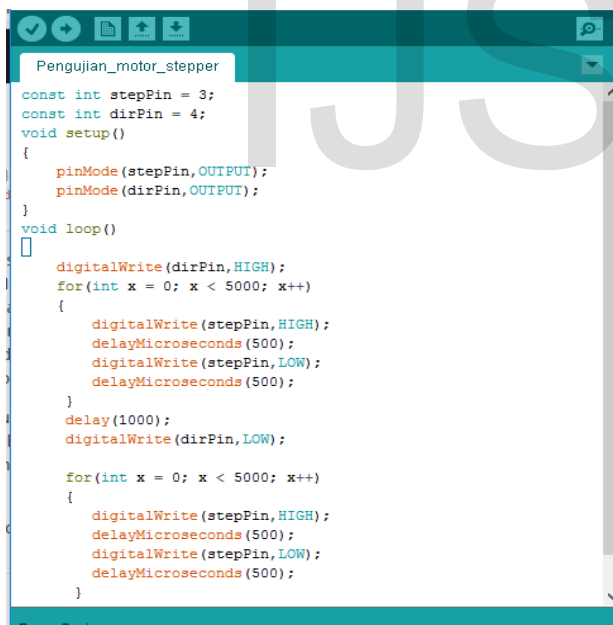 IJS
Pengujian_motor_stepper
const int stepPin = 3;
const int dirPin = 4;
void setup()
{
    pinMode(stepPin,OUTPUT);
    pinMode(dirPin,OUTPUT);
}
void loop()

    digitalWrite(dirPin,HIGH);
    for(int x = 0; x < 5000; x++)
    {
        digitalWrite(stepPin,HIGH);
        delayMicroseconds(500);
        digitalWrite(stepPin,LOW);
        delayMicroseconds(500);
     }
     delay(1000);
     digitalWrite(dirPin,LOW);

     for(int x = 0; x < 5000; x++)
     {
        digitalWrite(stepPin,HIGH);
        delayMicroseconds(500);
        digitalWrite(stepPin,LOW);
        delayMicroseconds(500);
      }